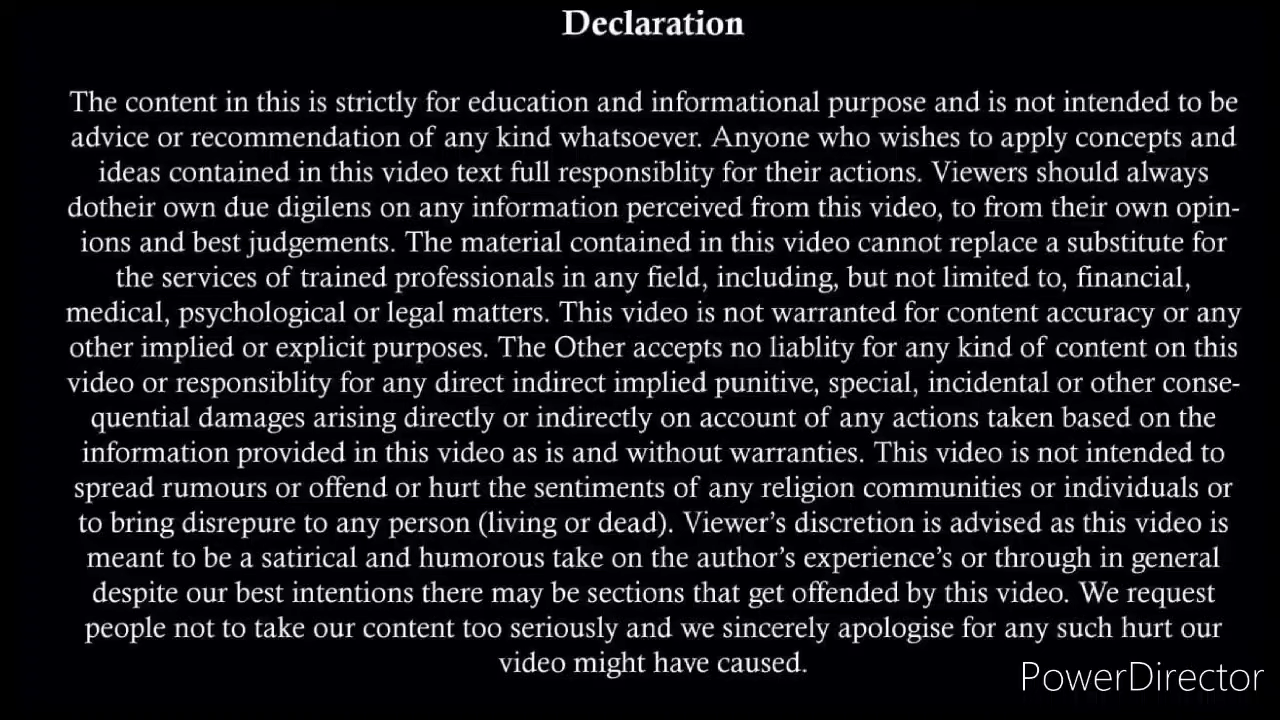 Declaration
The content in this is strictly for education and informational purpose and is not intended to be
advice or recommendation of any kind whatsoever. Anyone who wishes to apply concepts and
ideas contained in this video text full responsiblity for their actions. Viewers should always
dotheir own due digilens on any information perceived from this video, to from their own opin-
ions and best judgements. The material contained in this video cannot replace a substitute for
the services of trained professionals in any field, including, but not limited to, financial,
medical, psychological or legal matters. This video is not warranted for content accuracy or any
other implied or explicit purposes. The Other accepts no liablity for any kind of content on this
video or responsiblity for any direct indirect implied punitive, special, incidental or other conse-
quential damages arising directly or indirectly on account of any actions taken based on the
information provided in this video as is and without warranties. This video is not intended to
spread rumours or offend or hurt the sentiments of any religion communities or individuals or
to bring disrepure to any person (living or dead). Viewer's discretion is advised as this video is
meant to be a satirical and humorous take on the author's experience's or through in general
despite our best intentions there may be sections that get offended by this video. We request
people not to take our content too seriously and we sincerely apologise for any such hurt our
video might have caused.
PowerDirector